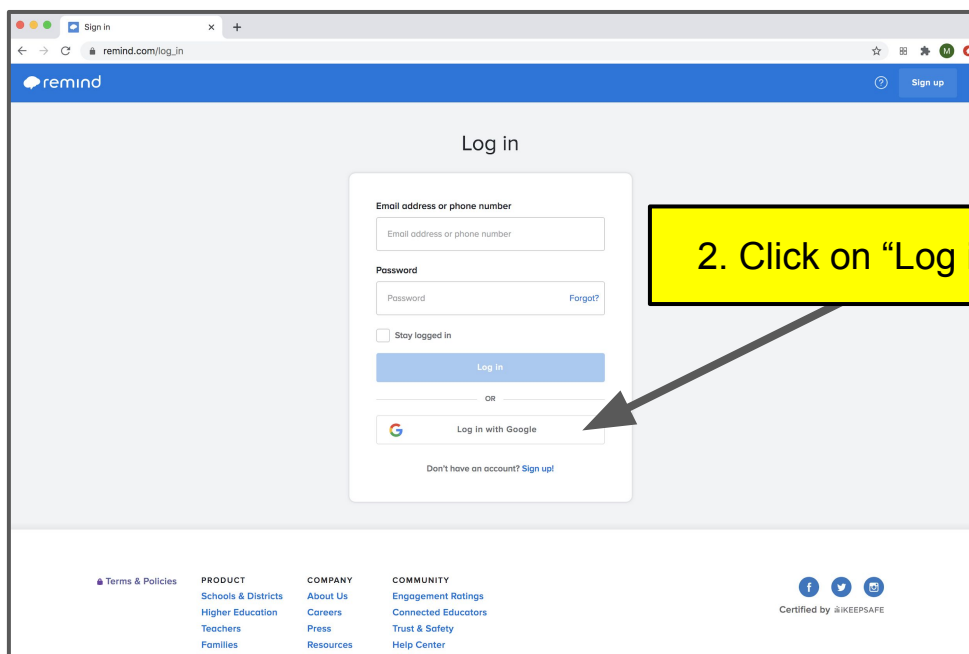 Sign in
remind.com/log_in
M
remind
Sign up
Log in
Email address or phone number
Email address or phone number
Password
Password Forgot?
Stay logged in
Log in
OR
Log in with Google
Don't have an account? Sign up!
2. Click on “Log i
Terms & Policies
PRODUCT
Schools & Districts
Higher Education
Teachers
Families
COMPANY
About Us
Careers
Press
Resources
COMMUNITY
Engagement Ratings
Connected Educators
Trust & Safety
Help Center
Certified by iKEEPSAFE